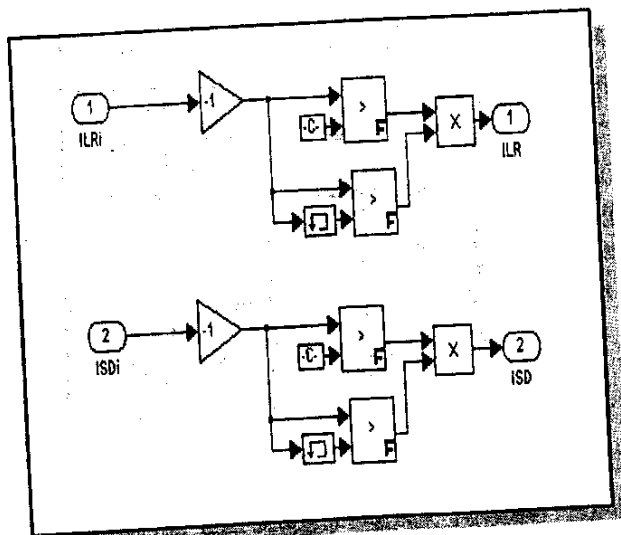 1
ILRi
-1
>
-C-
F
>
F
X
1
ILR
2
ISDi
-1
>
-C-
F
>
F
X
2
ISD